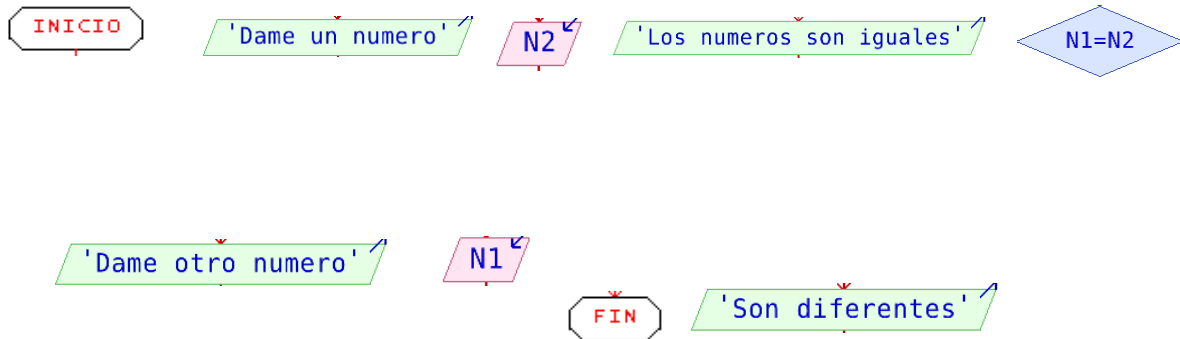 INICIO
'Dame un numero'
N2
'Los numeros son iguales'
N1=N2
'Dame otro numero'
N1
FIN
'Son diferentes'